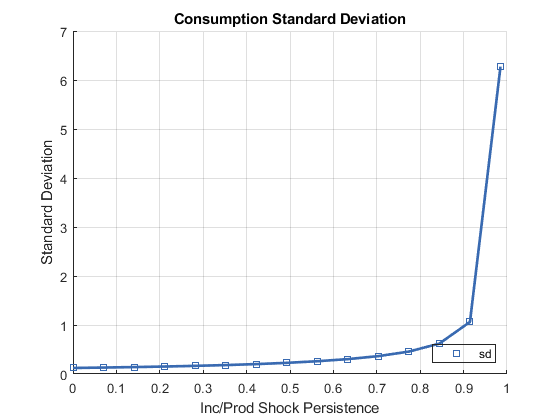 Consumption Standard Deviation
7
6
5
4
3
2
1
0
Standard Deviation
sd
0 0.1 0.2 0.3 0.4 0.5 0.6 0.7 0.8 0.9 1
Inc/Prod Shock Persistence